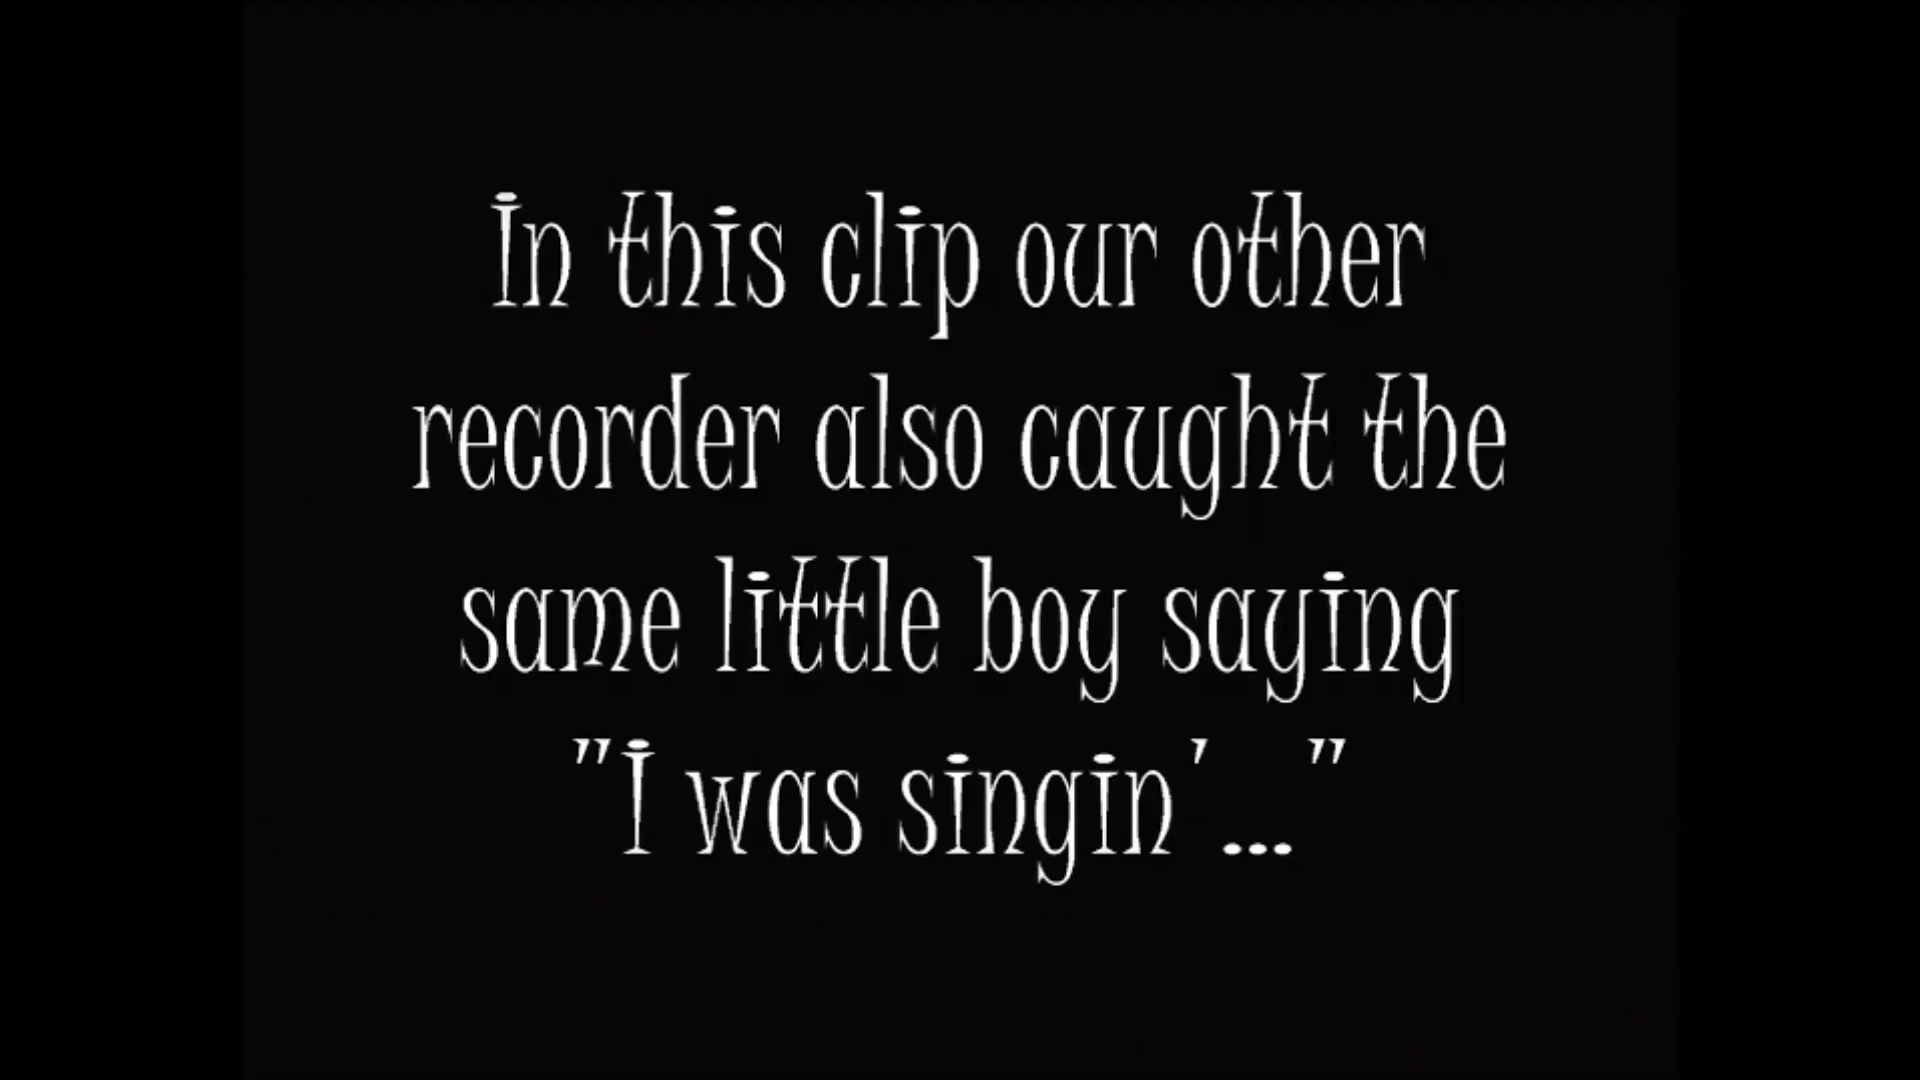 In this clip our other
recorder also caught the
same little boy saying
"I was singin'..."